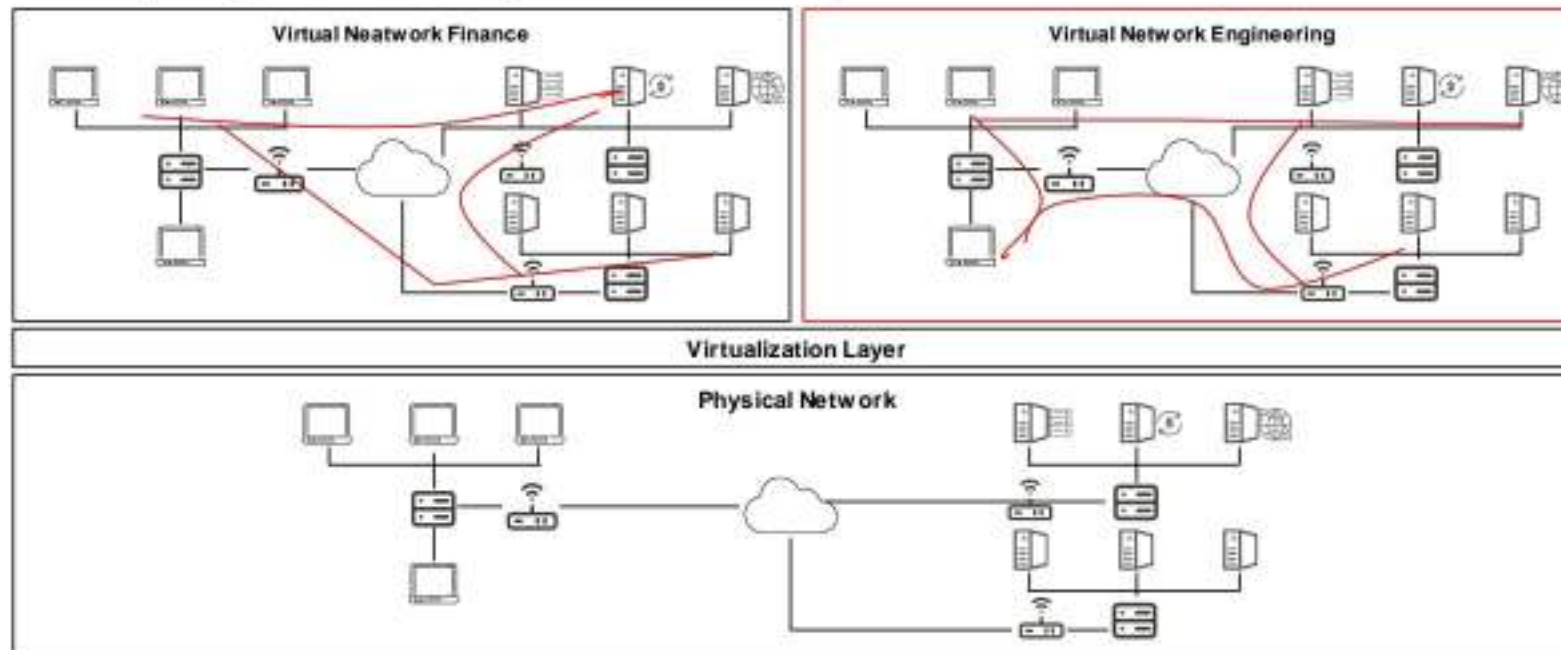 Virtual Neatwork Finance
Virtual Network Engineering
Virtualization Layer
Physical Network